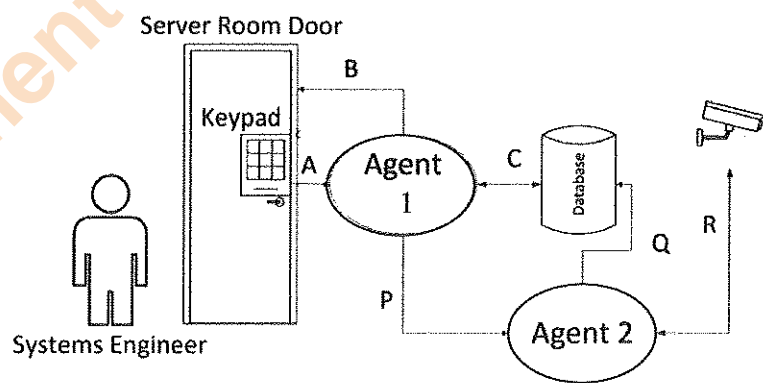 Server Room Door
B
Keypad
A
Agent
1
C
Database
R
Q
P
Agent 2
Systems Engineer